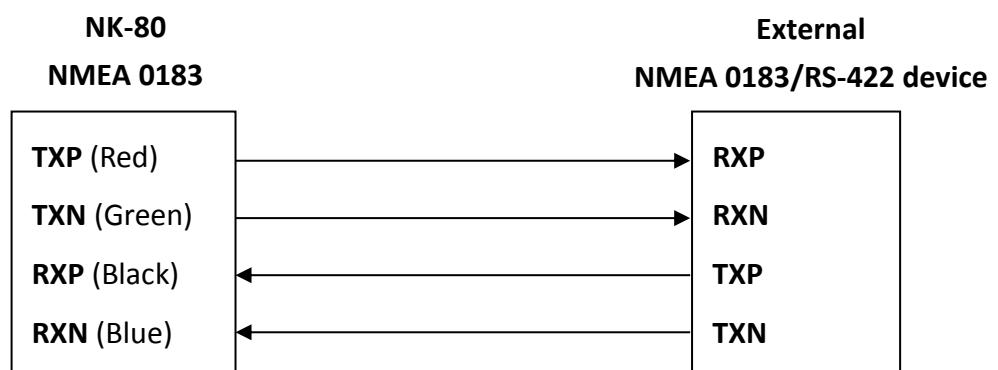 NK-80
NMEA 0183
External
NMEA 0183/RS-422 device
TXP (Red)
RXP
TXN (Green)
RXN
RXP (Black)
TXP
RXN (Blue)
TXN